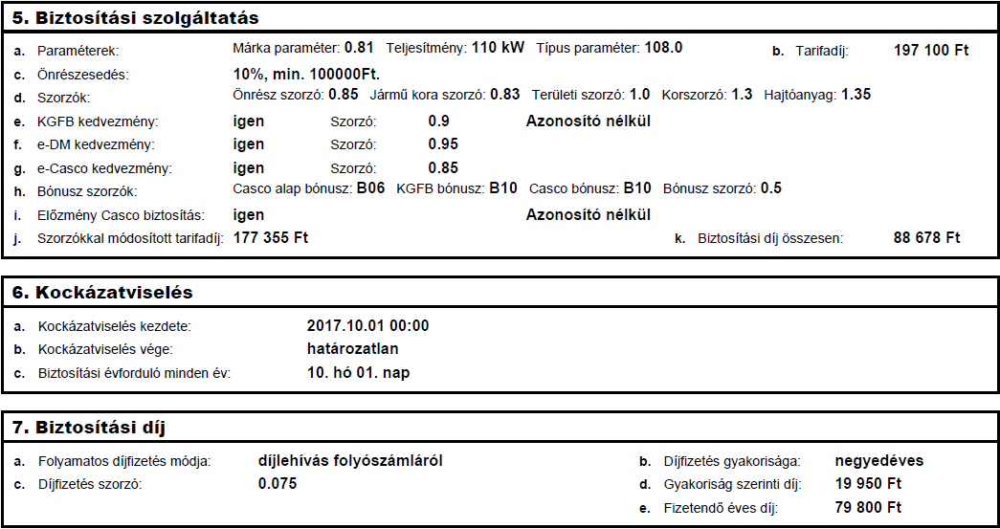 5. Biztosítási szolgáltatás
a. Paraméterek: Márka paraméter: 0.81 Teljesítmény: 110 kW Típus paraméter: 108.0 b. Tarifadíj: 197 100 Ft
c. Önrészesedés: 10%, min. 100000Ft.
d. Szorzók: Önrész szorzó: 0.85 Jármű kora szorzó: 0.83 Területi szorzó: 1.0 Korszorzó: 1.3 Hajtóanyag: 1.35
e. KGFB kedvezmény: igen Szorzó: 0.9 Azonosító nélkül
f. e-DM kedvezmény: igen Szorzó: 0.95
g. e-Casco kedvezmény: igen Szorzó: 0.85
h. Bónusz szorzók: Casco alap bónusz: B06 KGFB bónusz: B10 Casco bónusz: B10 Bónusz szorzó: 0.5
i. Előzmény Casco biztosítás: igen Azonosító nélkül
j. Szorzókkal módosított tarifadíj: 177 355 Ft k. Biztosítási díj összesen: 88 678 Ft
6. Kockázatviselés
a. Kockázatviselés kezdete: 2017.10.01 00:00
b. Kockázatviselés vége: határozatlan
c. Biztosítási évforduló minden év: 10. hó 01. nap
7. Biztosítási díj
a. Folyamatos díjfizetés módja: díjlehívás folyószámláról b. Díjfizetés gyakorisága: negyedéves
c. Díjfizetés szorzó: 0.075 d. Gyakoriság szerinti díj: 19 950 Ft
e. Fizetendő éves díj: 79 800 Ft